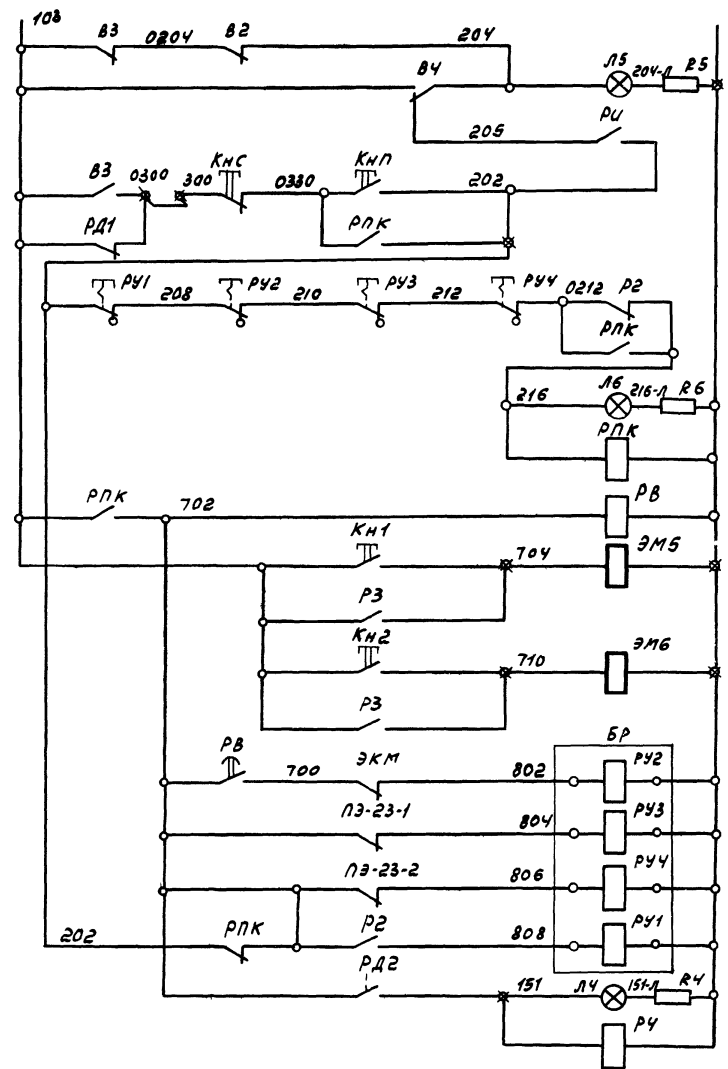 103
В3 0204 В2 204
Л5 204-Л R5
В4
205 РИ
В3 0300 300 КнС 0330 КнП 202
РД1 РПК
РУ1 208 РУ2 210 РУ3 212 РУ4 0212 Р2
РПК
216 Л6 216-Л R6
РПК
РПК 702 РВ
Кн1 704 ЭМ5
Р3
Кн2 710 ЭМ6
Р3
БР
РВ 700 ЭКМ 802 РУ2
ПЭ-23-1 804 РУ3
ПЭ-23-2 806 РУ4
202 РПК Р2 808 РУ1
РД2 151 Л4 151-Л R4
Р4